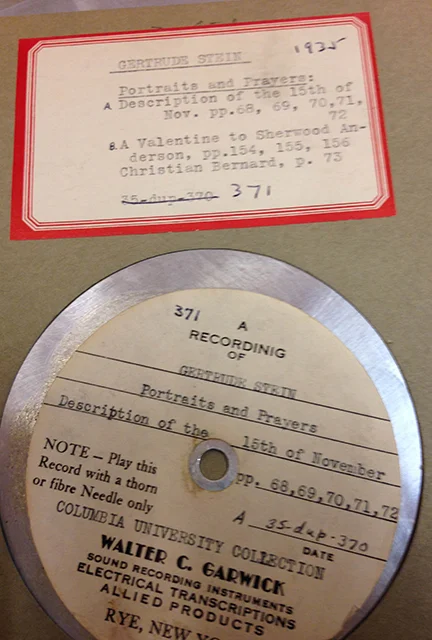 GERTRUDE STEIN 1935
Portraits and Prayers:
A. Description of the 15th of
Nov. pp.68, 69, 70,71,
72
B. A Valentine to Sherwood An-
derson, pp.154, 155, 156
Christian Bernard, p. 73
35-dup-370 371
371 A
RECORDINIG
OF
GERTRUDE STEIN
Portraits and Prayers
Description of the 15th of November
pp. 68,69,70,71,72
NOTE – Play this
Record with a thorn
or fibre Needle only
A 35-dup-370
DATE
COLUMBIA UNIVERSITY COLLECTION
WALTER C. GARWICK
SOUND RECORDING INSTRUMENTS
ELECTRICAL TRANSCRIPTIONS
ALLIED PRODUCTS
RYE, NEW YO